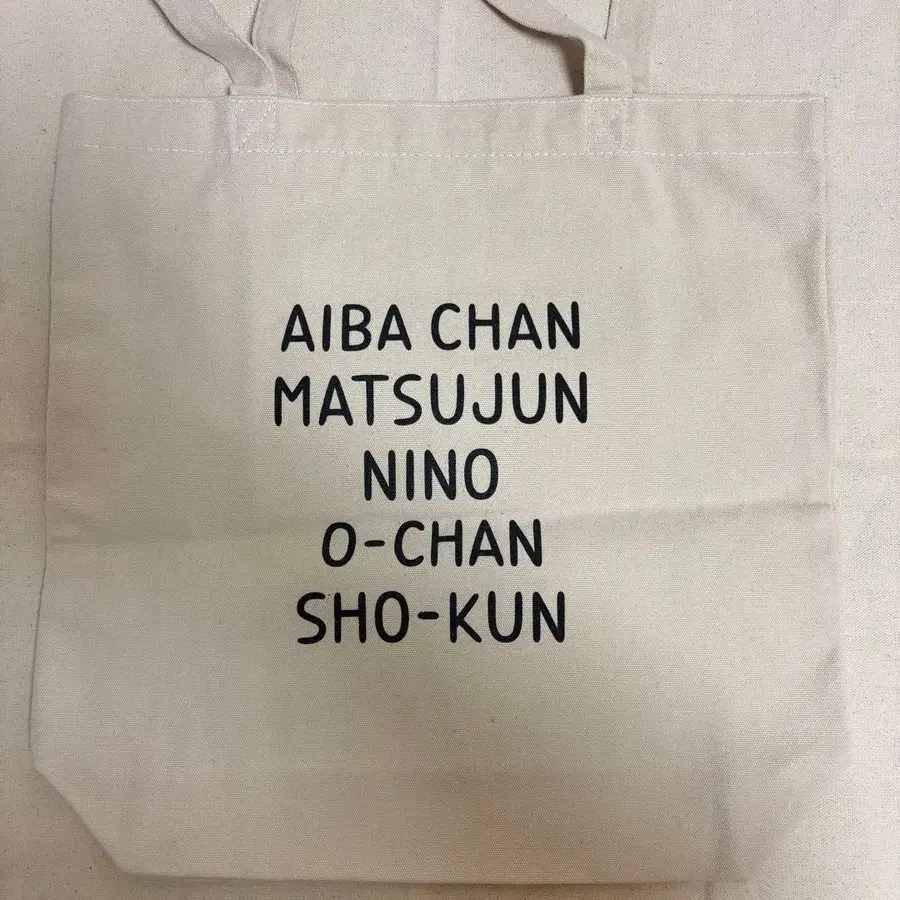 AIBA CHAN
MATSUJUN
NINO
O-CHAN
SHO-KUN